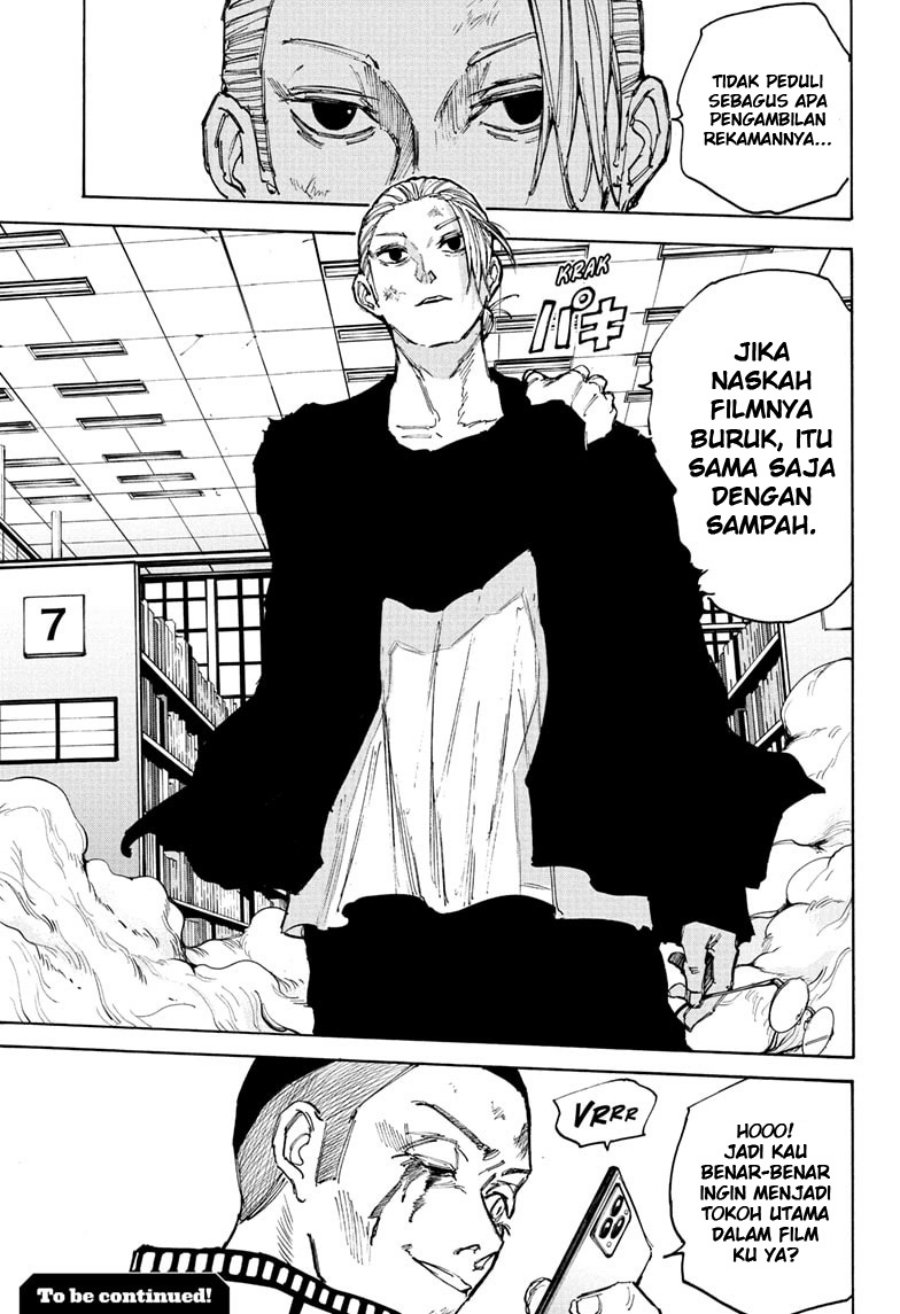 TIDAK PEDULI
SEBAGUS APA
PENGAMBILAN
REKAMANNYA...
KRAK
パキ
JIKA
NASKAH
FILMNYA
BURUK, ITU
SAMA SAJA
DENGAN
SAMPAH.
7
VRRR
HOOO!
JADI KAU
BENAR-BENAR
INGIN MENJADI
TOKOH UTAMA
DALAM FILM
KU YA?
To be continued!